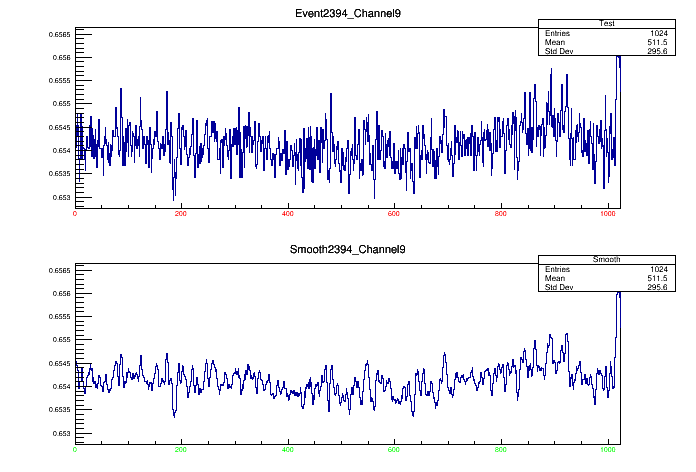 Event2394_Channel9
Test
Entries 1024
Mean 511.5
Std Dev 295.6
0.6565
0.656
0.6555
0.655
0.6545
0.654
0.6535
0.653
0 200 400 600 800 1000
Smooth2394_Channel9
Smooth
Entries 1024
Mean 511.5
Std Dev 295.6
0.6565
0.656
0.6555
0.655
0.6545
0.654
0.6535
0.653
0 200 400 600 800 1000